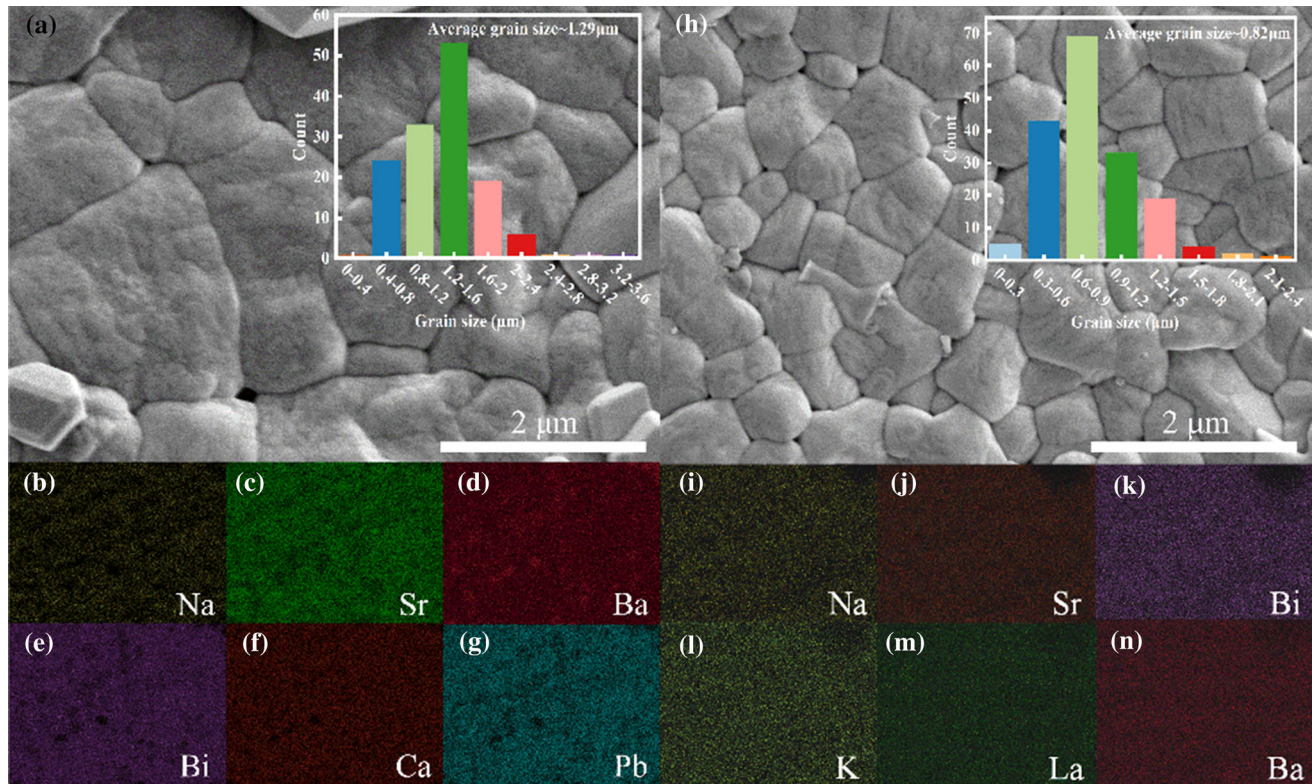 (a)
60
50
40
30
20
10
0
Count
Average grain size~1.29μm
0-0.4
0.4-0.8
0.8-1.2
1.2-1.6
1.6-2
2-2.4
2.4-2.8
2.8-3.2
3.2-3.6
Grain size (μm)
2 μm
(h)
70
60
50
40
30
20
10
0
Count
Average grain size~0.82μm
0-0.3
0.3-0.6
0.6-0.9
0.9-1.2
1.2-1.5
1.5-1.8
1.8-2.1
2.1-2.4
Grain size (μm)
2 μm
(b)
Na
(c)
Sr
(d)
Ba
(i)
Na
(j)
Sr
(k)
Bi
(e)
Bi
(f)
Ca
(g)
Pb
(l)
K
(m)
La
(n)
Ba